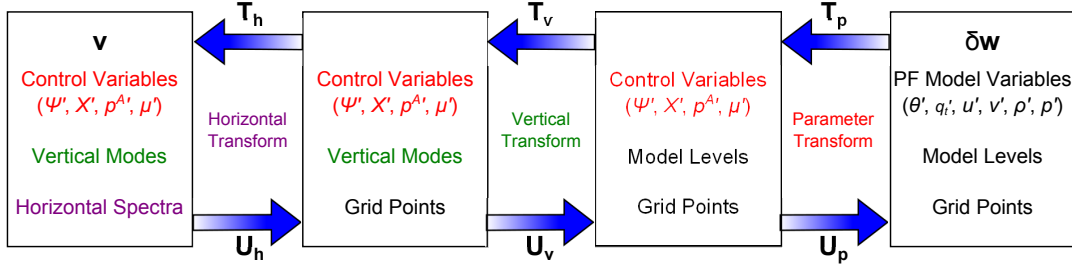 T_h
T_v
T_p
v
Control Variables
(Ψ′, Χ′, p^A′, μ′)
Vertical Modes
Horizontal Spectra
Horizontal
Transform
Control Variables
(Ψ′, Χ′, p^A′, μ′)
Vertical Modes
Grid Points
Vertical
Transform
Control Variables
(Ψ′, Χ′, p^A′, μ′)
Model Levels
Grid Points
Parameter
Transform
δw
PF Model Variables
(θ′, q_t′, u′, v′, ρ′, p′)
Model Levels
Grid Points
U_h
U_v
U_p